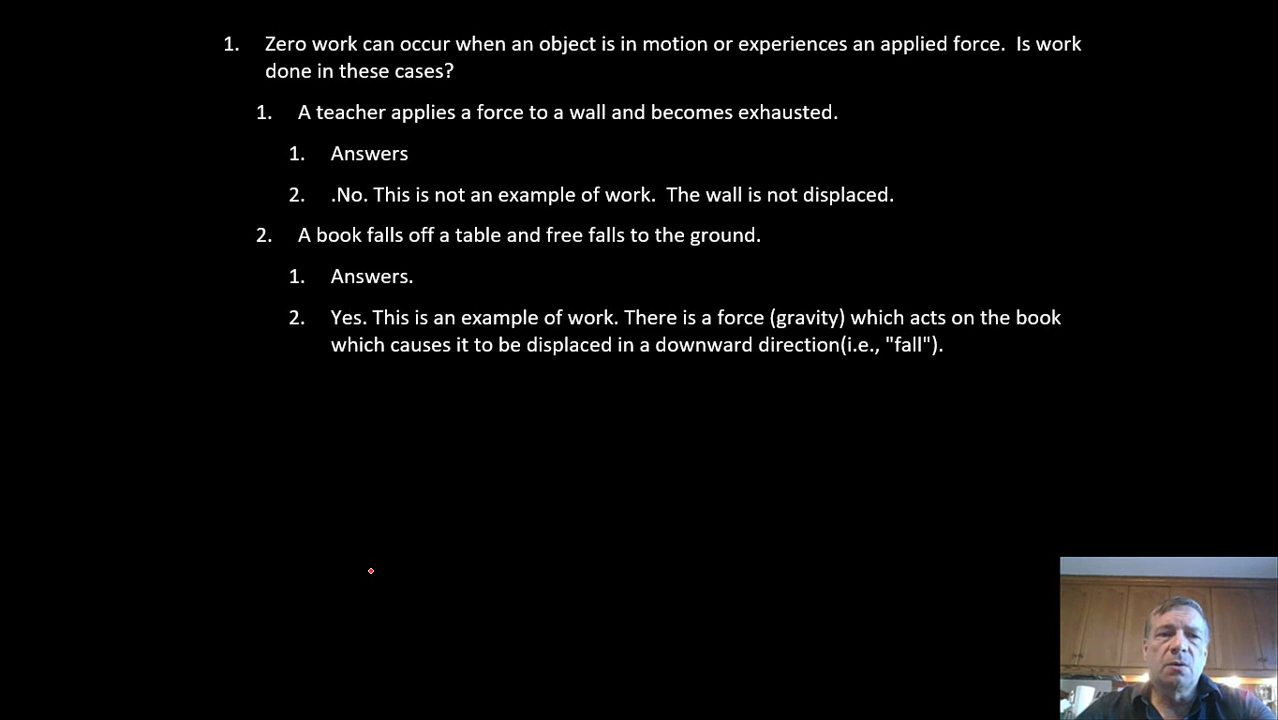 1. Zero work can occur when an object is in motion or experiences an applied force.  Is work
done in these cases?
1. A teacher applies a force to a wall and becomes exhausted.
1. Answers
2. .No. This is not an example of work.  The wall is not displaced.
2. A book falls off a table and free falls to the ground.
1. Answers.
2. Yes. This is an example of work. There is a force (gravity) which acts on the book
which causes it to be displaced in a downward direction(i.e., "fall").